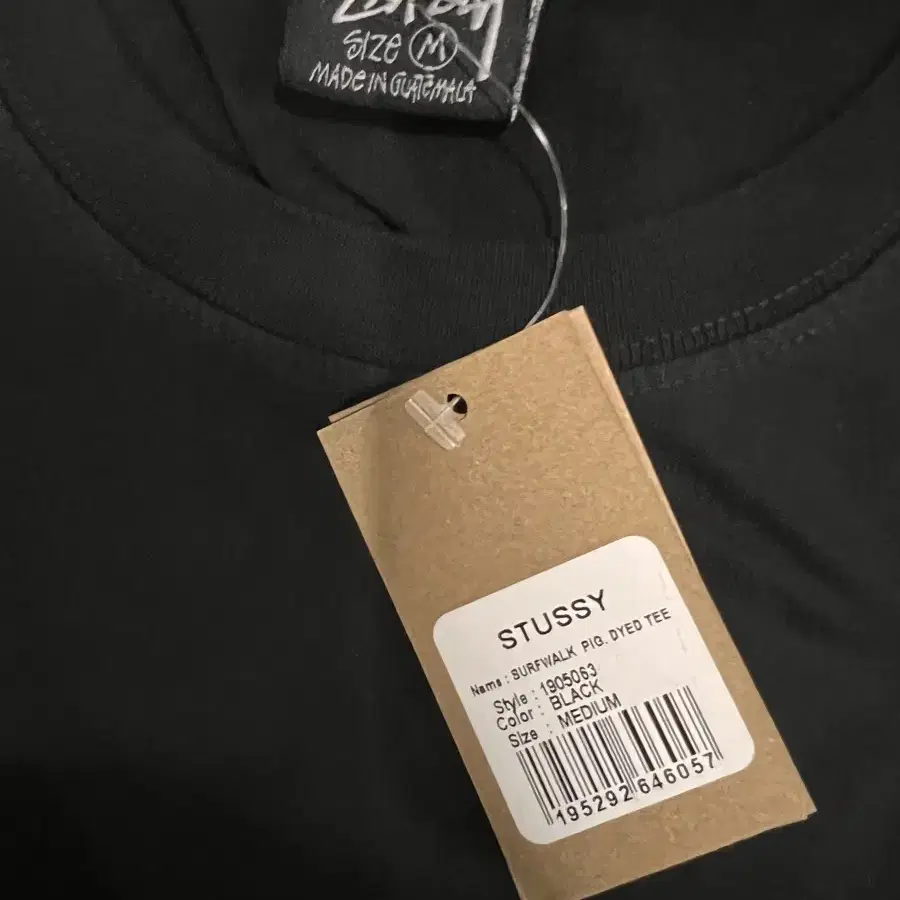 SIZE M
MADE IN GUATEMALA
STUSSY
Name : SURFWALK PIG. DYED TEE
Style : 1905063
Color : BLACK
Size : MEDIUM
195292 646057